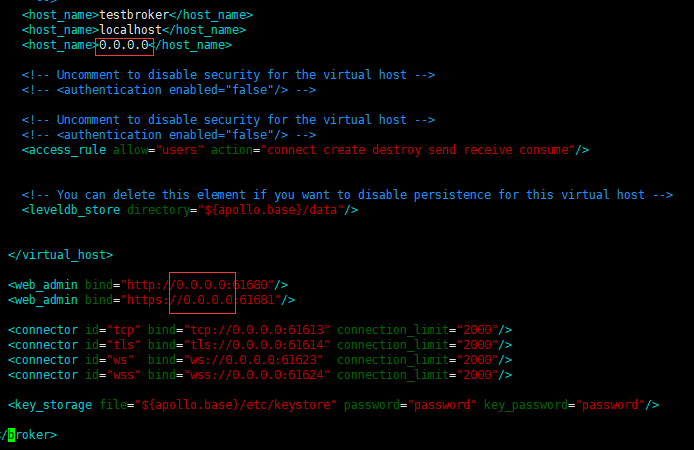 -->
<host_name>testbroker</host_name>
<host_name>localhost</host_name>
<host_name>0.0.0.0</host_name>
<!-- Uncomment to disable security for the virtual host -->
<!-- <authentication enabled="false"/> -->
<!-- Uncomment to disable security for the virtual host -->
<!-- <authentication enabled="false"/> -->
<access_rule allow="users" action="connect create destroy send receive consume"/>
<!-- You can delete this element if you want to disable persistence for this virtual host -->
<leveldb_store directory="${apollo.base}/data"/>
</virtual_host>
<web_admin bind="http://0.0.0.0:61680"/>
<web_admin bind="https://0.0.0.0:61681"/>
<connector id="tcp" bind="tcp://0.0.0.0:61613" connection_limit="2000"/>
<connector id="tls" bind="tls://0.0.0.0:61614" connection_limit="2000"/>
<connector id="ws"  bind="ws://0.0.0.0:61623"  connection_limit="2000"/>
<connector id="wss" bind="wss://0.0.0.0:61624" connection_limit="2000"/>
<key_storage file="${apollo.base}/etc/keystore" password="password" key_password="password"/>
</broker>